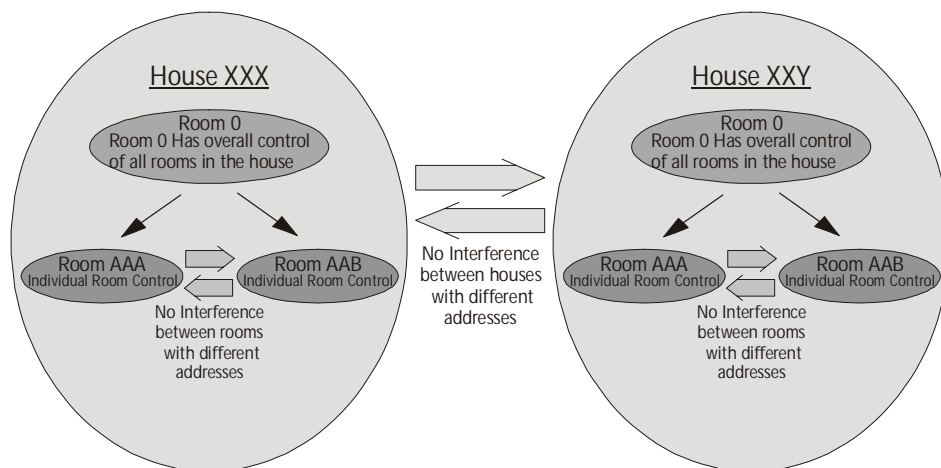 House XXX
Room 0
Room 0 Has overall control
of all rooms in the house
Room AAA
Individual Room Control
Room AAB
Individual Room Control
No Interference
between rooms
with different
addresses
No Interference
between houses
with different
addresses
House XXY
Room 0
Room 0 Has overall control
of all rooms in the house
Room AAA
Individual Room Control
Room AAB
Individual Room Control
No Interference
between rooms
with different
addresses